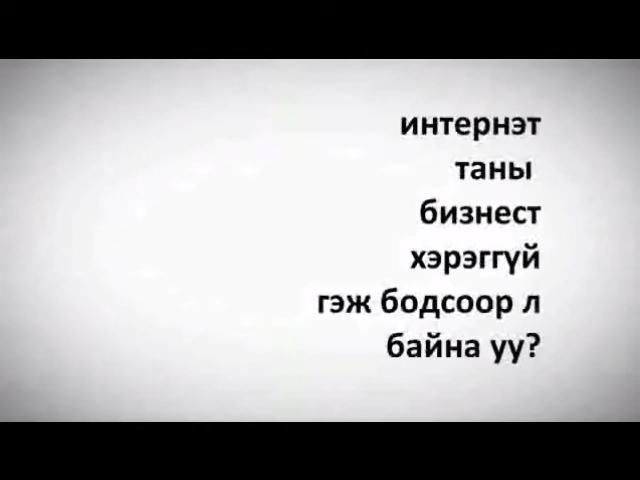 интернэт
таны
бизнест
хэрэггүй
гэж бодсоор л
байна уу?